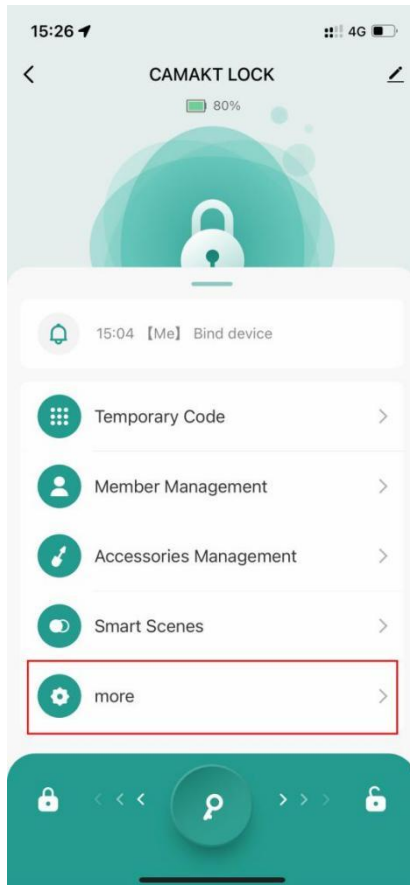 15:26 4G
CAMAKT LOCK
80%
15:04 【Me】 Bind device
Temporary Code
Member Management
Accessories Management
Smart Scenes
more